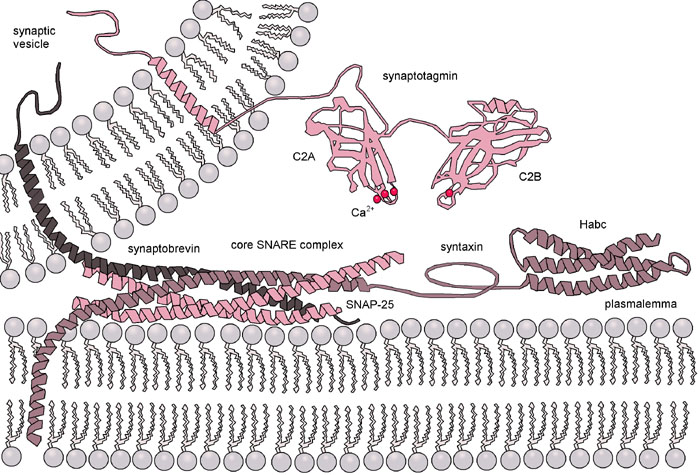 synaptic
vesicle
synaptotagmin
C2A
C2B
Ca2+
Habc
synaptobrevin
core SNARE complex
syntaxin
SNAP-25
plasmalemma